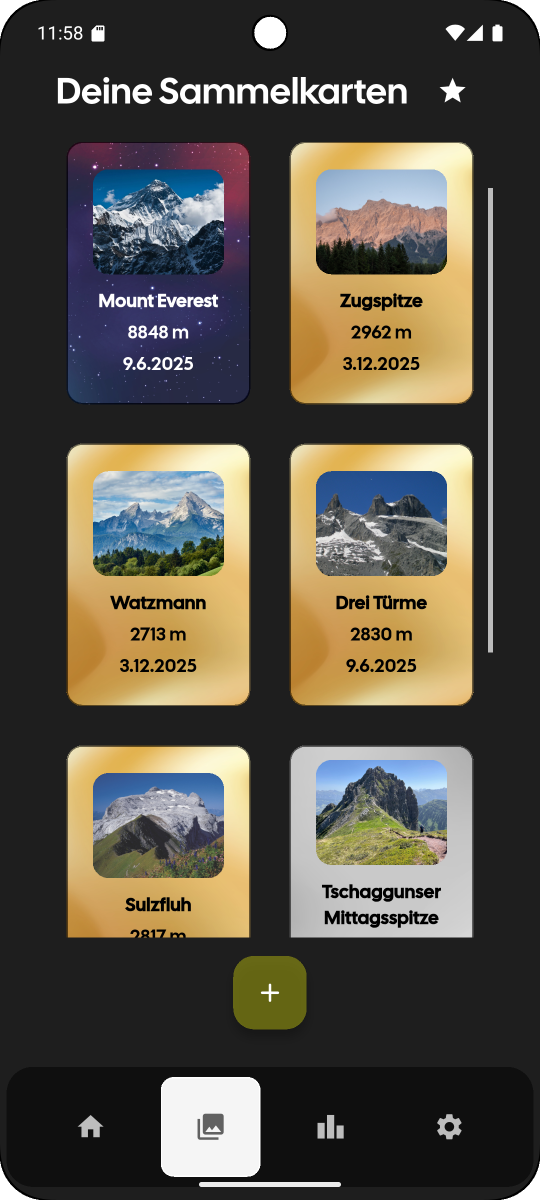 11:58
Deine Sammelkarten
Mount Everest
8848 m
9.6.2025
Zugspitze
2962 m
3.12.2025
Watzmann
2713 m
3.12.2025
Drei Türme
2830 m
9.6.2025
Sulzfluh
2817 m
Tschaggunser
Mittagsspitze